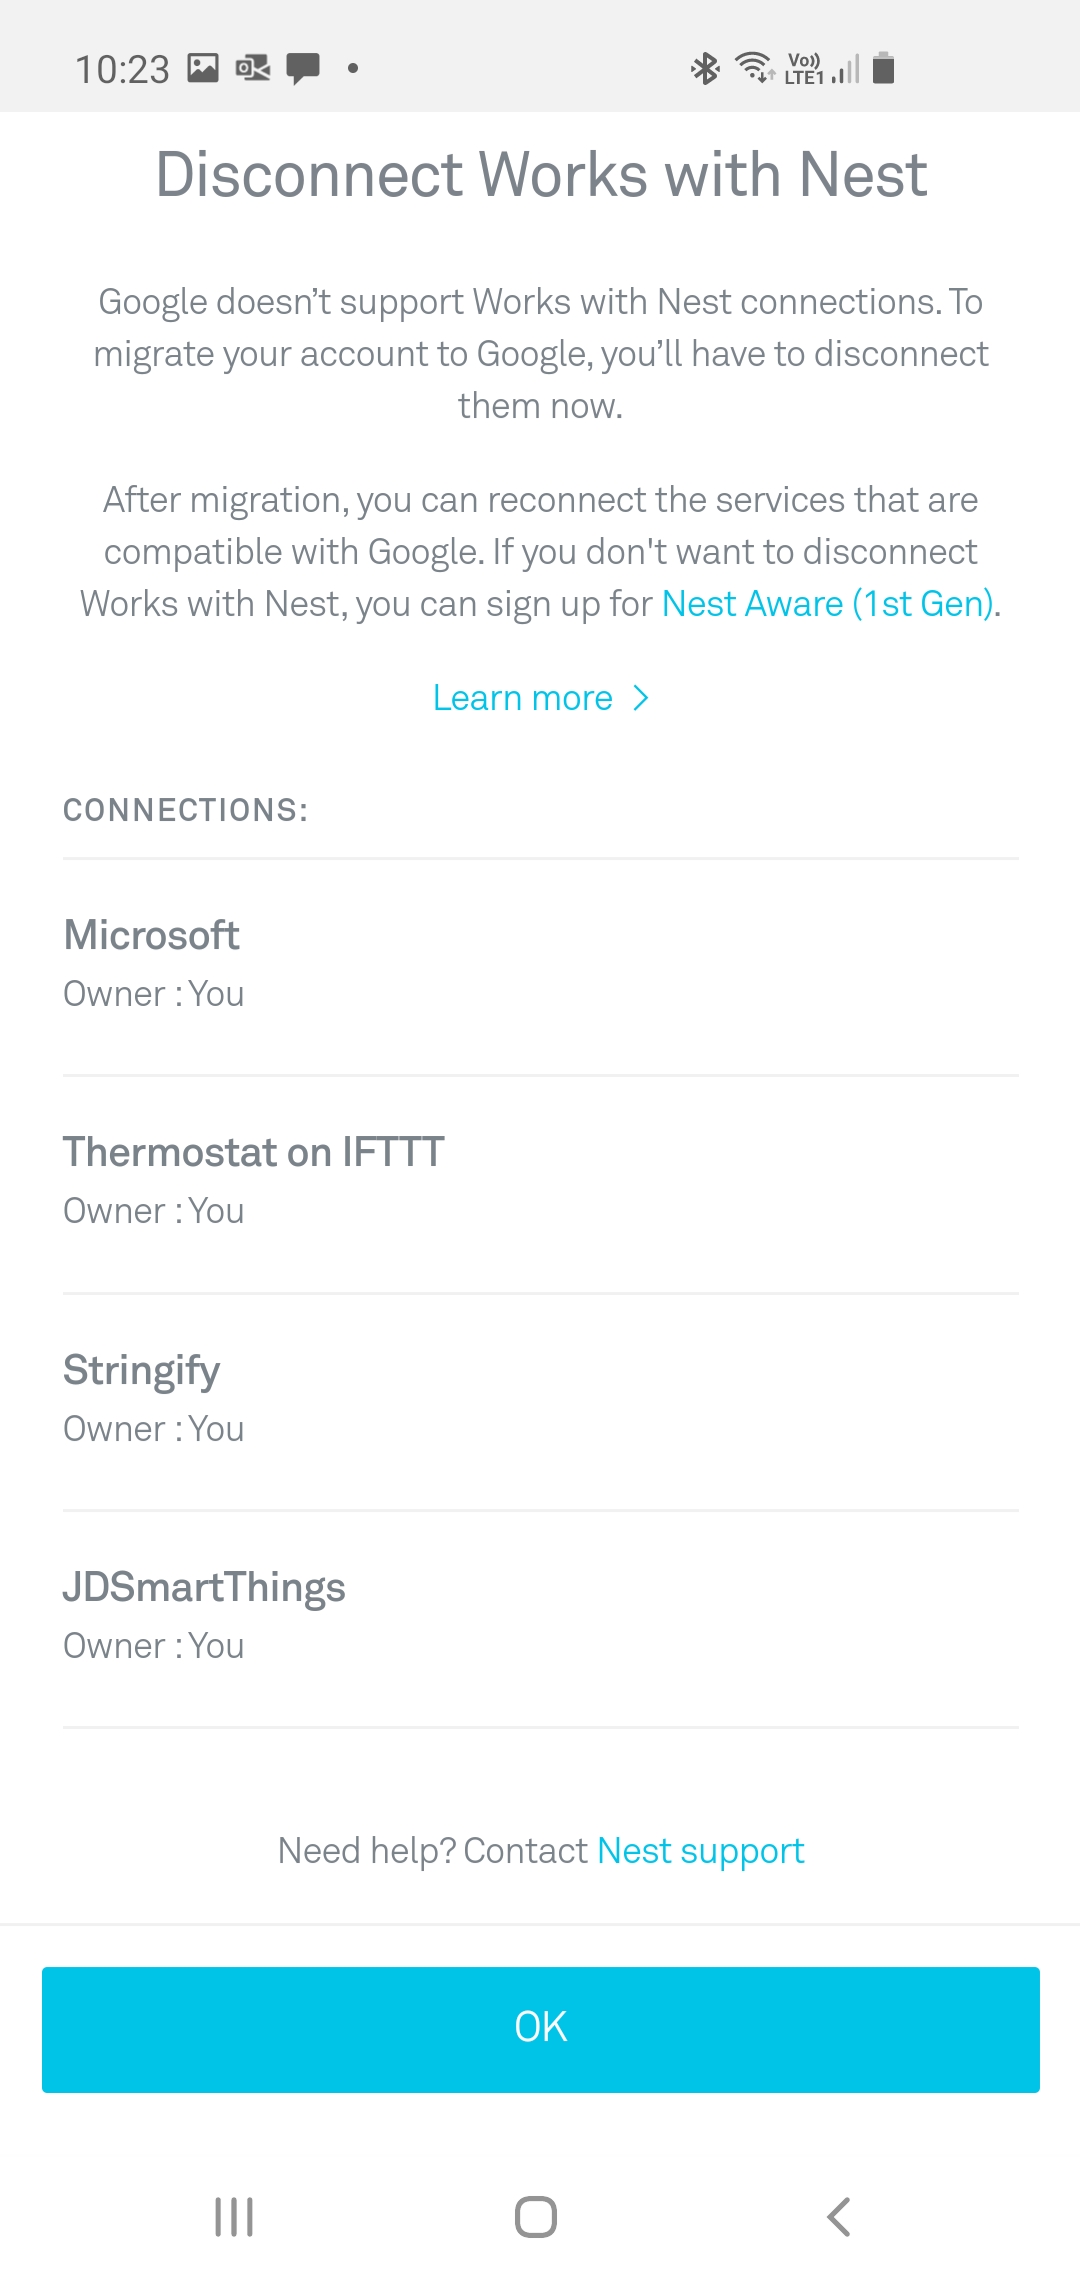 10:23
Vo))
LTE1
Disconnect Works with Nest
Google doesn’t support Works with Nest connections. To
migrate your account to Google, you’ll have to disconnect
them now.
After migration, you can reconnect the services that are
compatible with Google. If you don't want to disconnect
Works with Nest, you can sign up for Nest Aware (1st Gen).
Learn more >
CONNECTIONS:
Microsoft
Owner : You
Thermostat on IFTTT
Owner : You
Stringify
Owner : You
JDSmartThings
Owner : You
Need help? Contact Nest support
OK